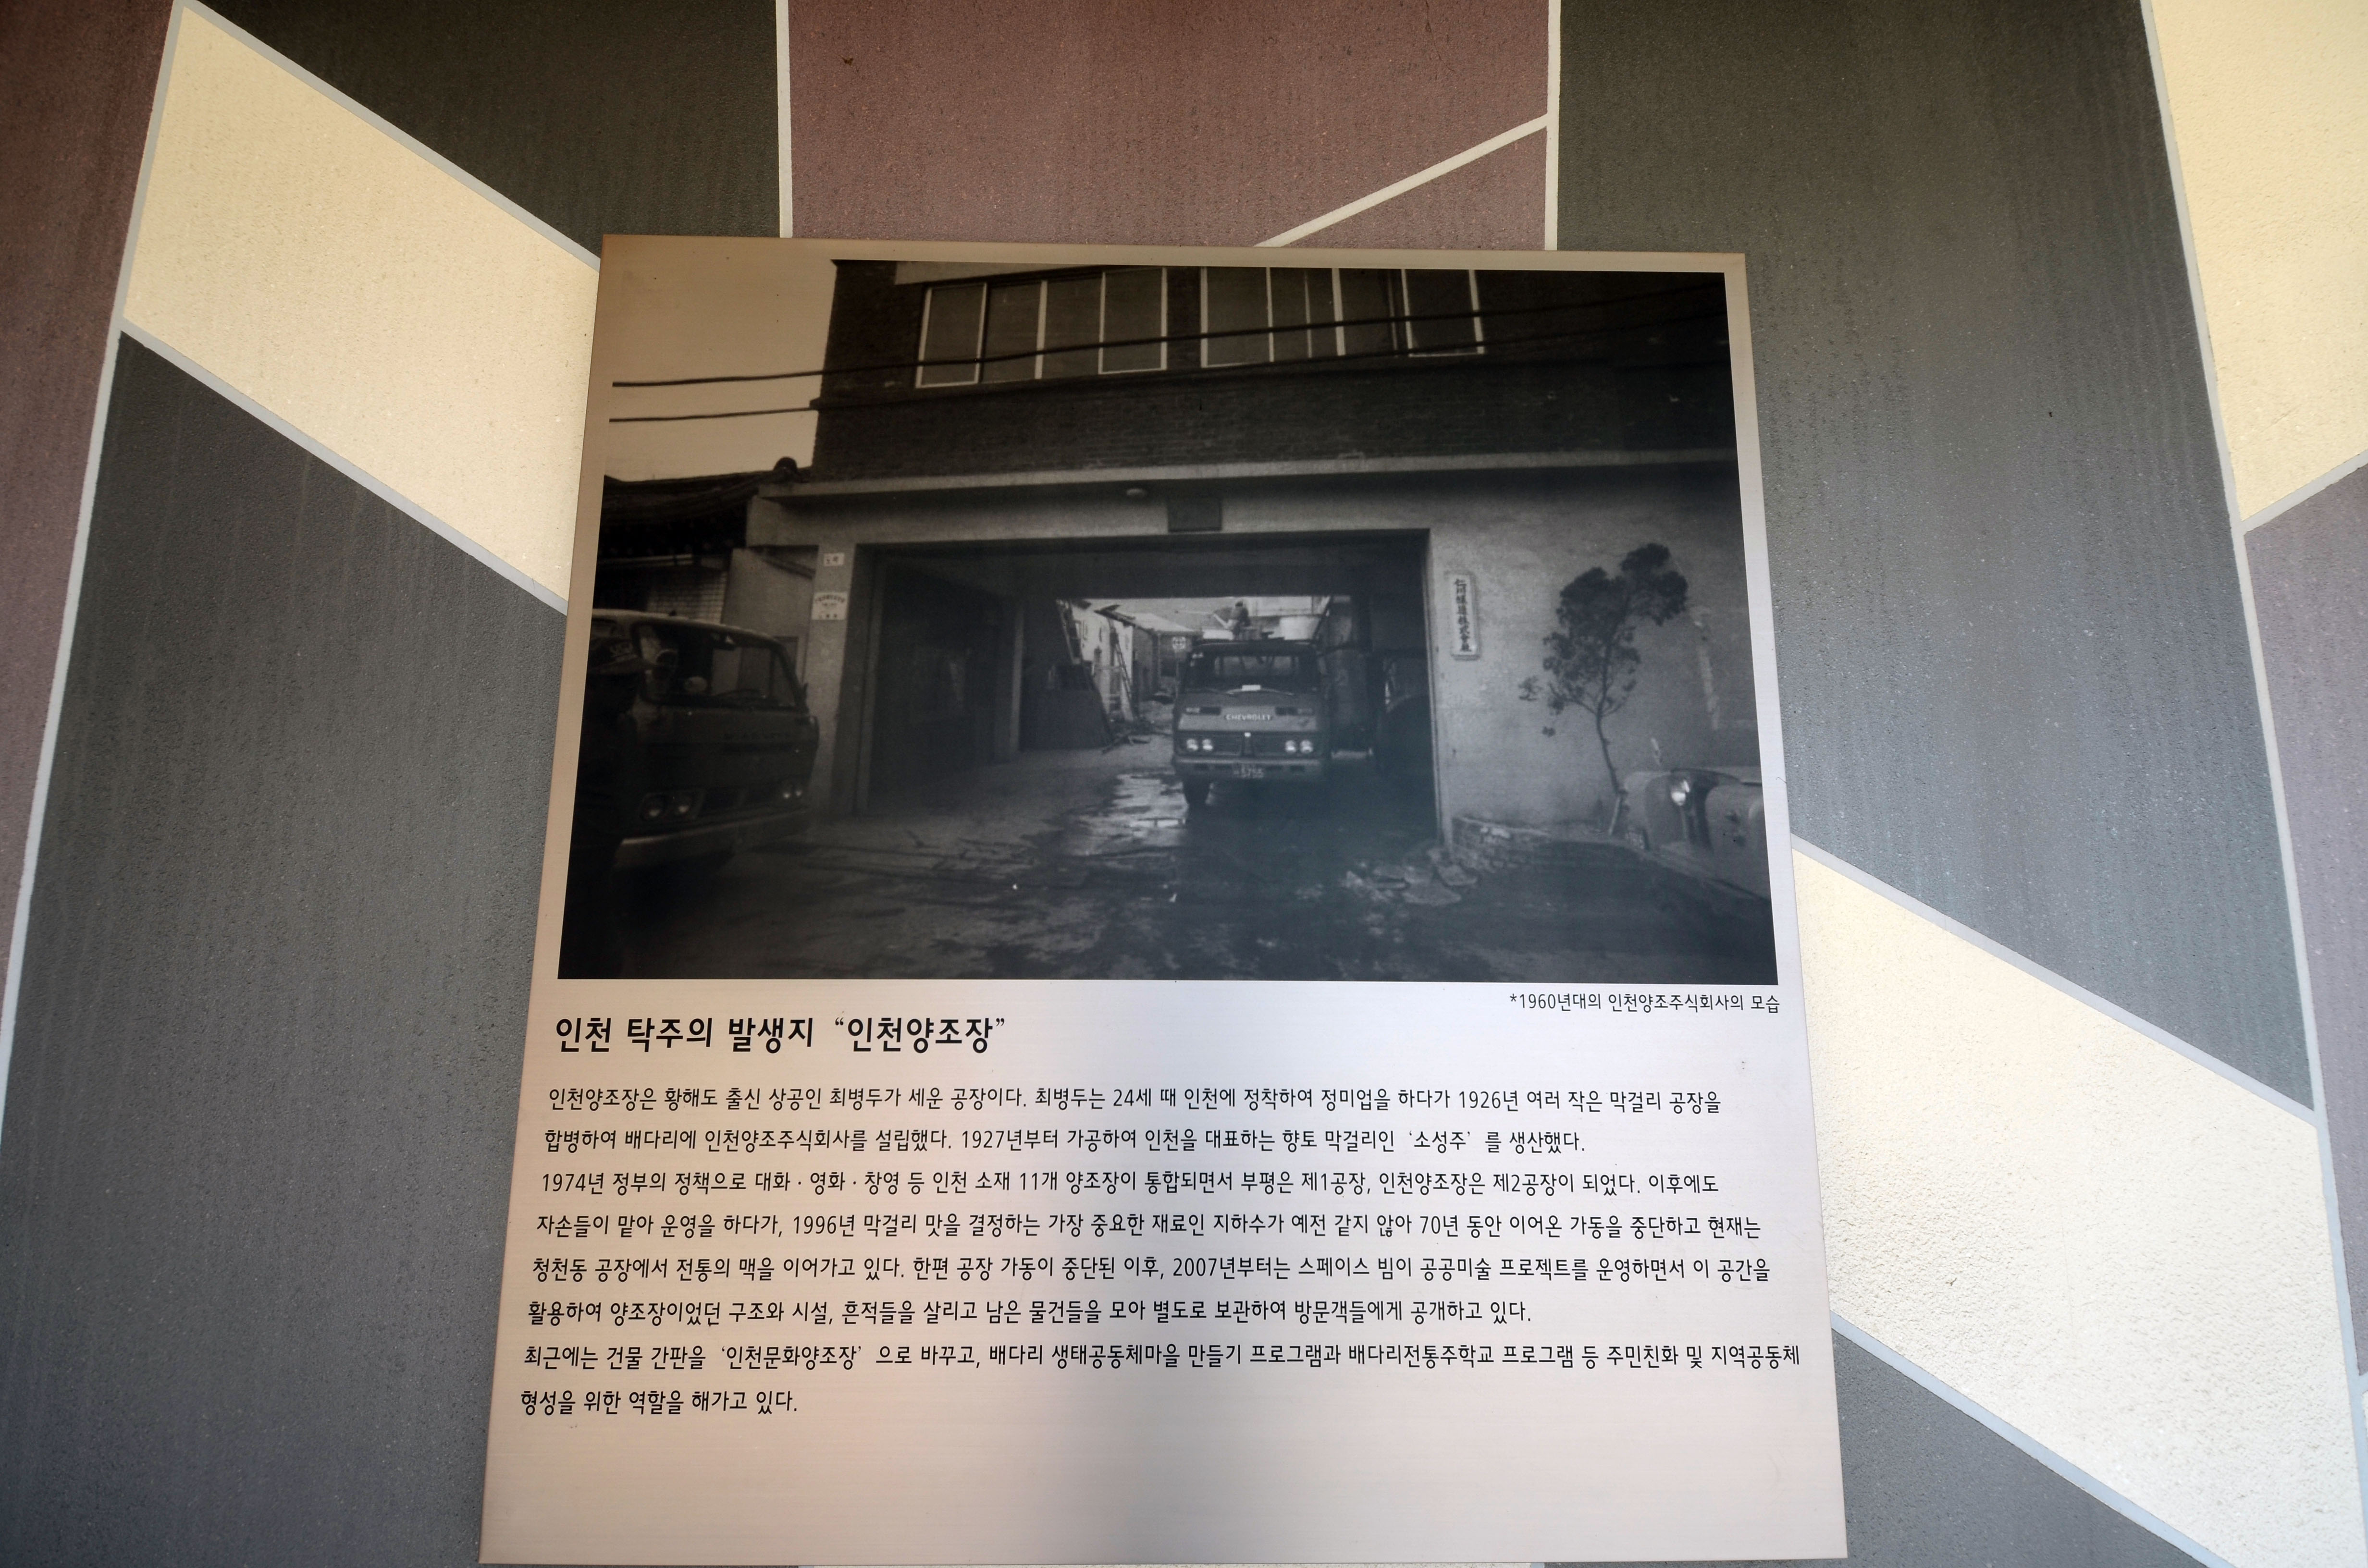 仁川釀造株式會社
CHEVROLET
5755
*1960년대의 인천양조주식회사의 모습
인천 탁주의 발생지 “인천양조장”
인천양조장은 황해도 출신 상공인 최병두가 세운 공장이다. 최병두는 24세 때 인천에 정착하여 정미업을 하다가 1926년 여러 작은 막걸리 공장을
합병하여 배다리에 인천양조주식회사를 설립했다. 1927년부터 가공하여 인천을 대표하는 향토 막걸리인 ‘소성주’ 를 생산했다.
1974년 정부의 정책으로 대화 · 영화 · 창영 등 인천 소재 11개 양조장이 통합되면서 부평은 제1공장, 인천양조장은 제2공장이 되었다. 이후에도
자손들이 맡아 운영을 하다가, 1996년 막걸리 맛을 결정하는 가장 중요한 재료인 지하수가 예전 같지 않아 70년 동안 이어온 가동을 중단하고 현재는
청천동 공장에서 전통의 맥을 이어가고 있다. 한편 공장 가동이 중단된 이후, 2007년부터는 스페이스 빔이 공공미술 프로젝트를 운영하면서 이 공간을
활용하여 양조장이었던 구조와 시설, 흔적들을 살리고 남은 물건들을 모아 별도로 보관하여 방문객들에게 공개하고 있다.
최근에는 건물 간판을 ‘인천문화양조장’ 으로 바꾸고, 배다리 생태공동체마을 만들기 프로그램과 배다리전통주학교 프로그램 등 주민친화 및 지역공동체
형성을 위한 역할을 해가고 있다.